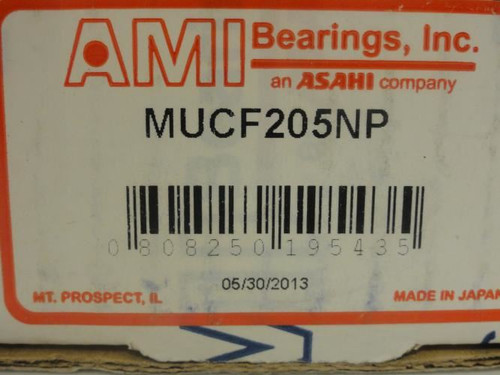 AMI Bearings, Inc.
an ASAHI company
MUCF205NP
0 808250 195435
05/30/2013
MT. PROSPECT, IL
MADE IN JAPAN